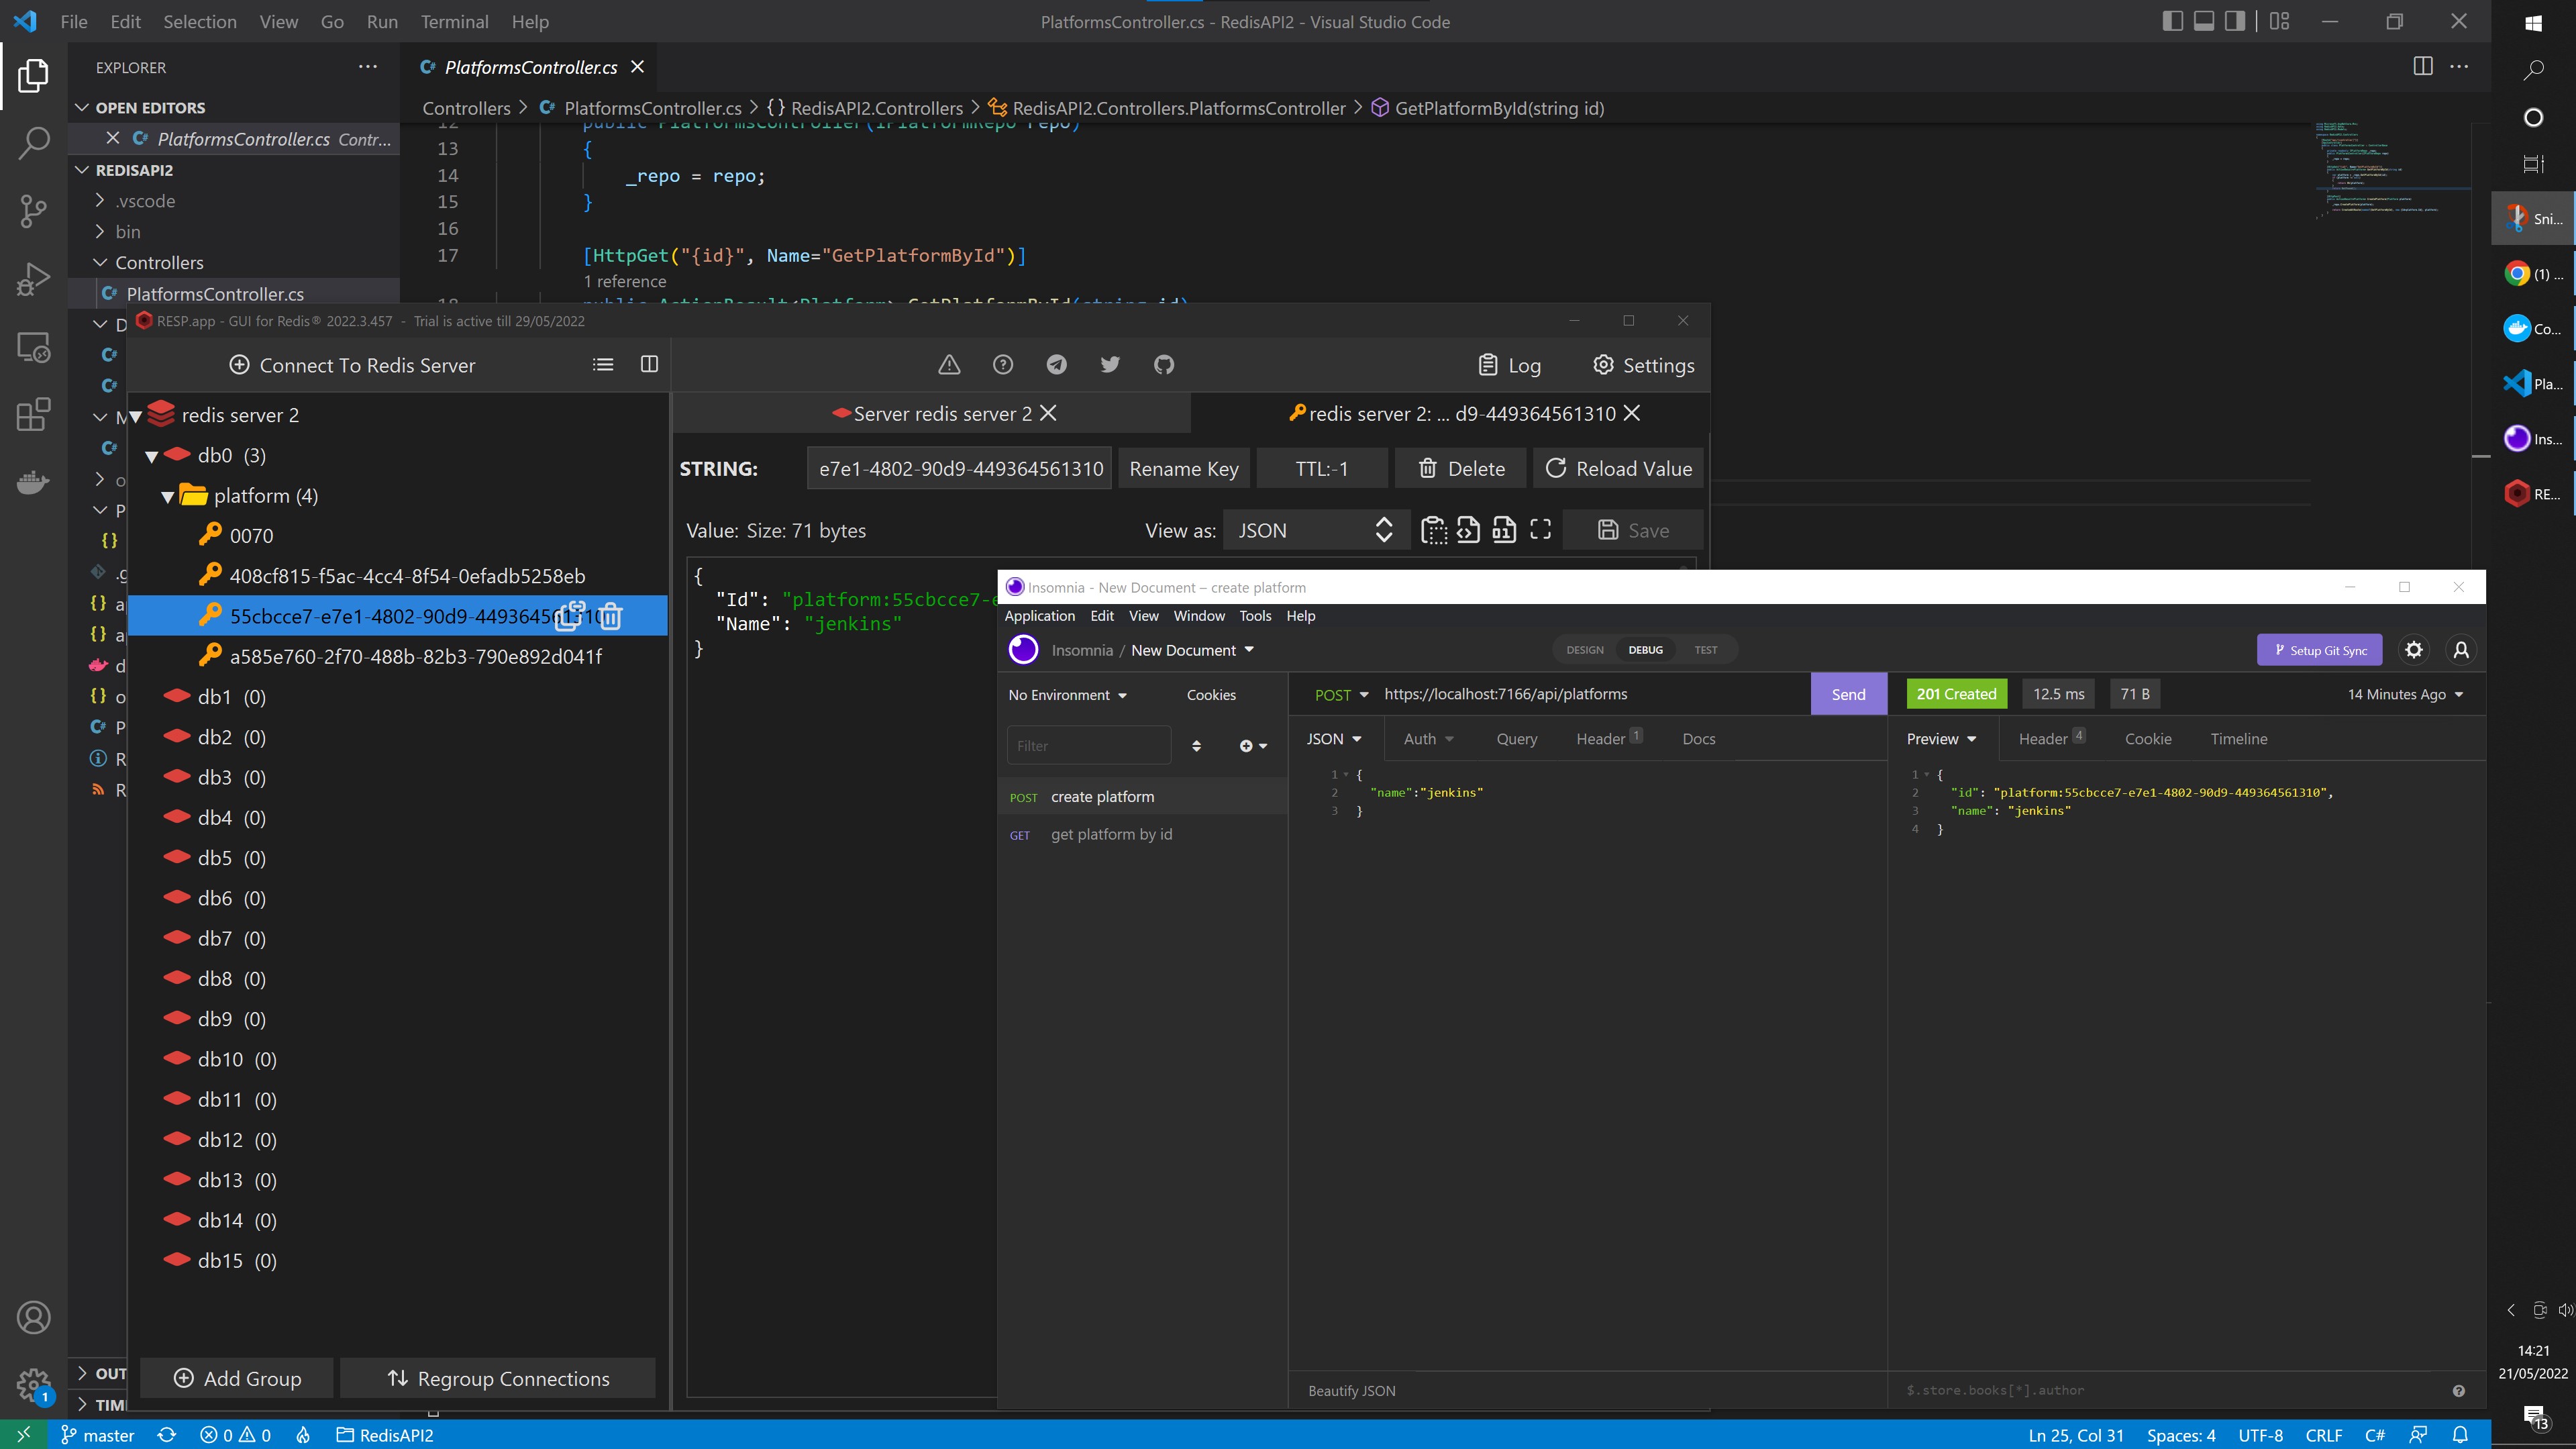 File Edit Selection View Go Run Terminal Help
PlatformsController.cs - RedisAPI2 - Visual Studio Code
EXPLORER
OPEN EDITORS
PlatformsController.cs Contr...
REDISAPI2
.vscode
bin
Controllers
PlatformsController.cs
PlatformsController.cs
Controllers > PlatformsController.cs > {} RedisAPI2.Controllers > RedisAPI2.Controllers.PlatformsController > GetPlatformById(string id)
12 public PlatformsController(IPlatformRepo repo)
13 {
14 _repo = repo;
15 }
16
17 [HttpGet("{id}", Name="GetPlatformById")]
1 reference
18 public ActionResult<Platform> GetPlatformById(string id)
RESP.app - GUI for Redis® 2022.3.457 - Trial is active till 29/05/2022
Connect To Redis Server
Log
Settings
redis server 2
db0 (3)
platform (4)
0070
408cf815-f5ac-4cc4-8f54-0efadb5258eb
55cbcce7-e7e1-4802-90d9-449364561310
a585e760-2f70-488b-82b3-790e892d041f
db1 (0)
db2 (0)
db3 (0)
db4 (0)
db5 (0)
db6 (0)
db7 (0)
db8 (0)
db9 (0)
db10 (0)
db11 (0)
db12 (0)
db13 (0)
db14 (0)
db15 (0)
Add Group
Regroup Connections
Server redis server 2
redis server 2: ... d9-449364561310
STRING: e7e1-4802-90d9-449364561310 Rename Key TTL:-1 Delete Reload Value
Value: Size: 71 bytes View as: JSON Save
{
"Id": "platform:55cbcce7-e
"Name": "jenkins"
}
Insomnia - New Document – create platform
Application Edit View Window Tools Help
Insomnia / New Document
DESIGN DEBUG TEST
Setup Git Sync
No Environment Cookies
Filter
POST create platform
GET get platform by id
POST https://localhost:7166/api/platforms Send
JSON Auth Query Header 1 Docs
1 {
2 "name":"jenkins"
3 }
Beautify JSON
201 Created 12.5 ms 71 B 14 Minutes Ago
Preview Header 4 Cookie Timeline
1 {
2 "id": "platform:55cbcce7-e7e1-4802-90d9-449364561310",
3 "name": "jenkins"
4 }
$.store.books[*].author
OUT
TIM
master
0 0
RedisAPI2
Ln 25, Col 31 Spaces: 4 UTF-8 CRLF C#
Sni...
(1) ...
Co...
Pla...
Ins...
RE...
14:21
21/05/2022
13